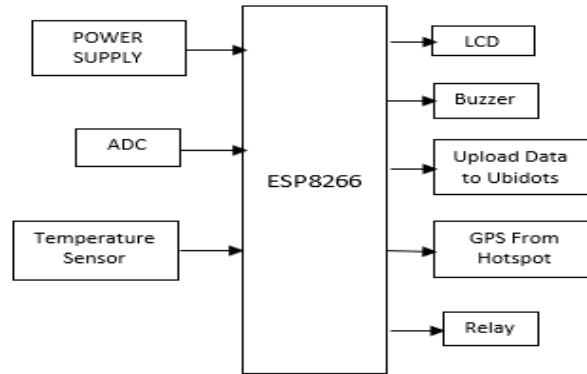 POWER
SUPPLY
ADC
Temperature
Sensor
ESP8266
LCD
Buzzer
Upload Data
to Ubidots
GPS From
Hotspot
Relay